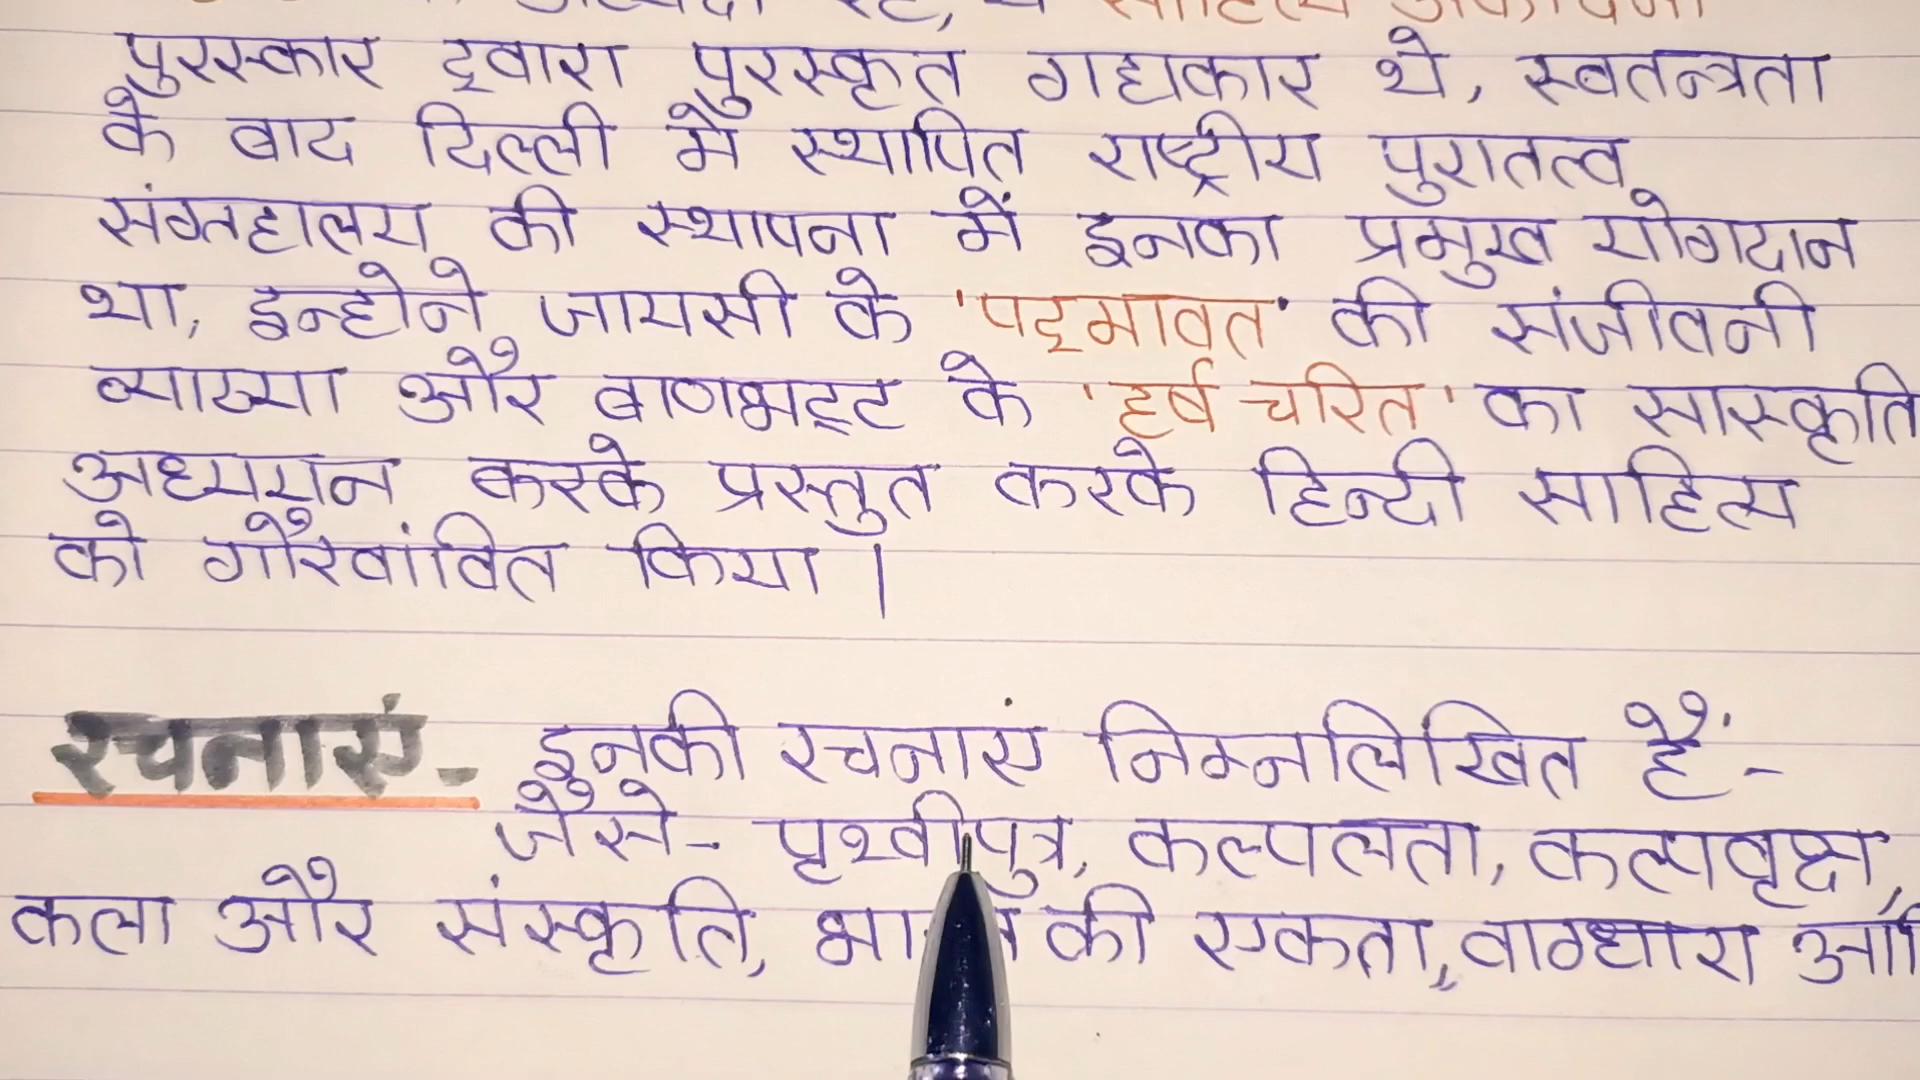 पुरस्कार द्वारा पुरस्कृत गद्यकार थे, स्वतन्त्रता
के बाद दिल्ली में स्थापित राष्ट्रीय पुरातत्व
संग्रहालय की स्थापना में इनका प्रमुख योगदान
था, इन्होने जायसी के 'पद्मावत' की संजीवनी
व्याख्या और बाणभट्ट के 'हर्ष चरित' का सास्कृति
अध्ययन करके प्रस्तुत करके हिन्दी साहित्य
को गौरवांवित किया।
रचनाएं- इनकी रचनाएं निम्नलिखित हैं-
जैसे- पृथ्वीपुत्र, कल्पलता, कल्पवृक्ष,
कला और संस्कृति, की एकता, वाग्धारा